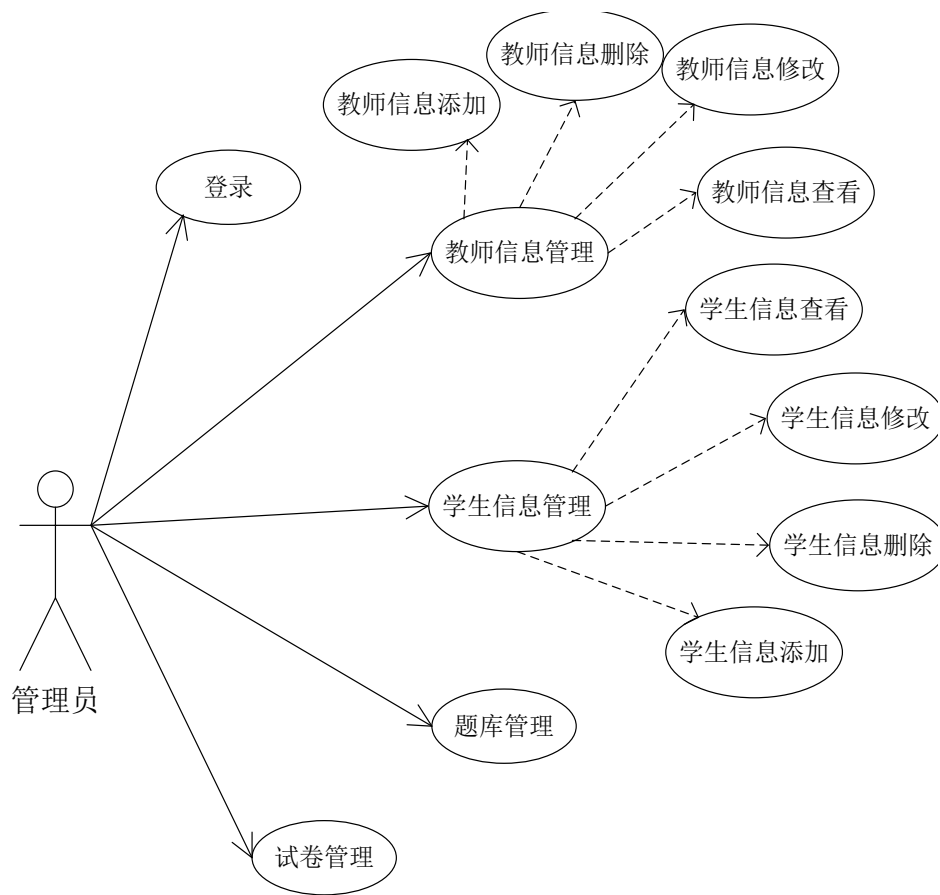 教师信息删除
教师信息修改
教师信息添加
登录
教师信息查看
教师信息管理
学生信息查看
学生信息修改
学生信息管理
学生信息删除
学生信息添加
管理员
题库管理
试卷管理